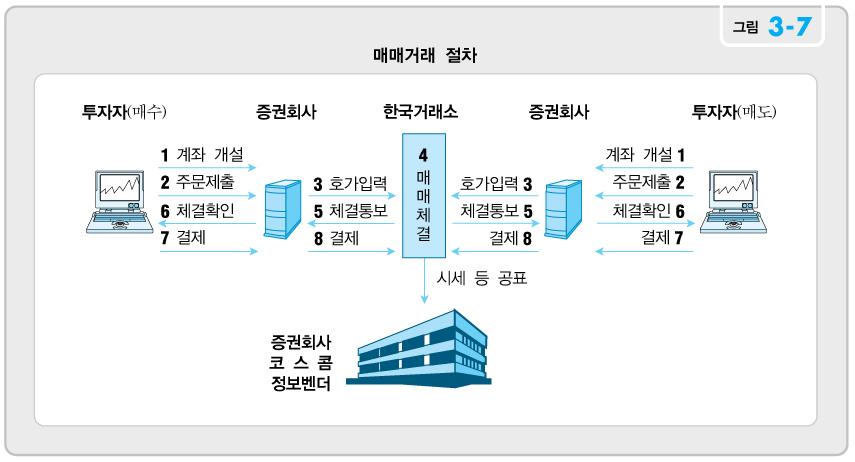 그림 3-7
매매거래 절차
투자자(매수) 증권회사 한국거래소 증권회사 투자자(매도)
1 계좌 개설
2 주문제출
6 체결확인
7 결제
3 호가입력
5 체결통보
8 결제
4
매
매
체
결
호가입력 3
체결통보 5
결제 8
계좌 개설 1
주문제출 2
체결확인 6
결제 7
시세 등 공표
증권회사
코 스 콤
정보벤더